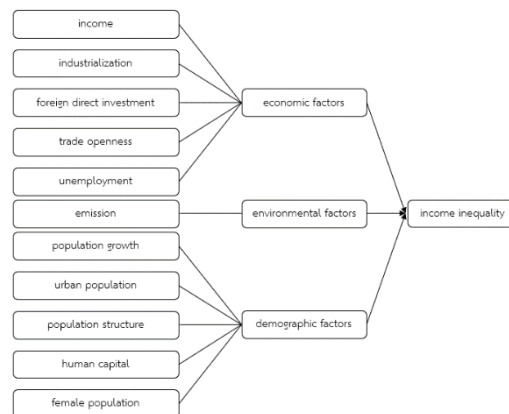 income
industrialization
foreign direct investment
trade openness
unemployment
emission
population growth
urban population
population structure
human capital
female population
economic factors
environmental factors
demographic factors
income inequality